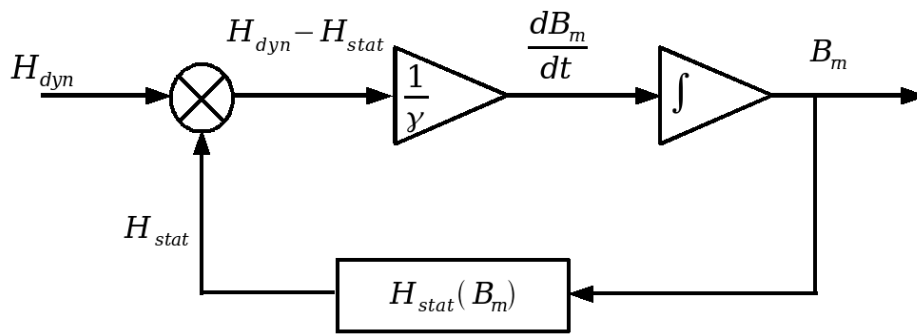 H_dyn
H_dyn − H_stat
1/γ
dB_m/dt
∫
B_m
H_stat
H_stat(B_m)